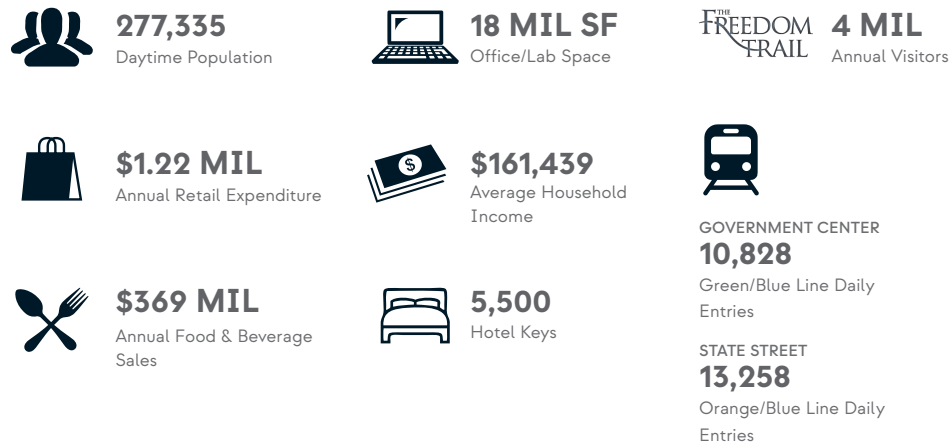 277,335
Daytime Population
18 MIL SF
Office/Lab Space
THE
FREEDOM
TRAIL
4 MIL
Annual Visitors
$1.22 MIL
Annual Retail Expenditure
$
$161,439
Average Household
Income
$369 MIL
Annual Food & Beverage
Sales
5,500
Hotel Keys
GOVERNMENT CENTER
10,828
Green/Blue Line Daily
Entries
STATE STREET
13,258
Orange/Blue Line Daily
Entries